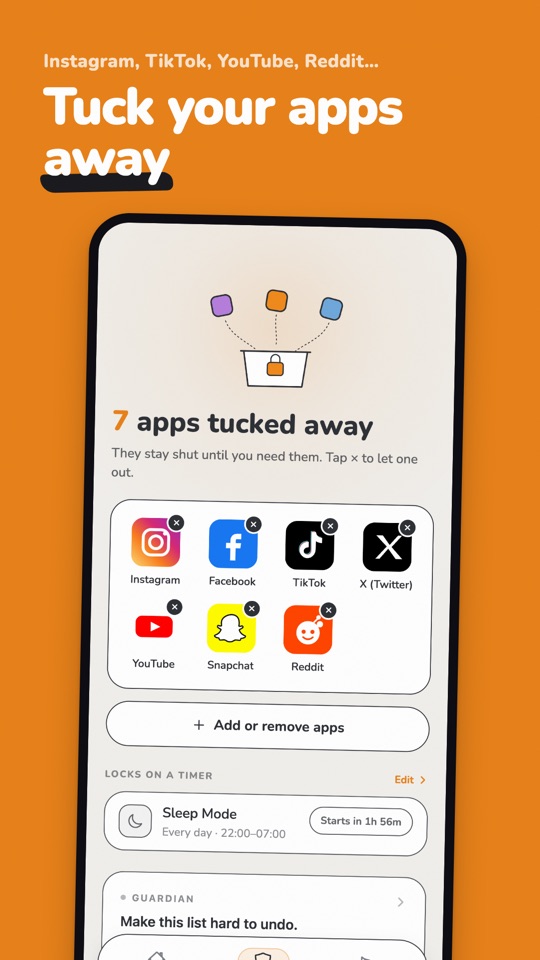 Instagram, TikTok, YouTube, Reddit...
Tuck your apps
away
7 apps tucked away
They stay shut until you need them. Tap × to let one
out.
Instagram
Facebook
TikTok
X (Twitter)
YouTube
Snapchat
Reddit
+ Add or remove apps
LOCKS ON A TIMER
Edit >
Sleep Mode
Every day · 22:00–07:00
Starts in 1h 56m
GUARDIAN
Make this list hard to undo.